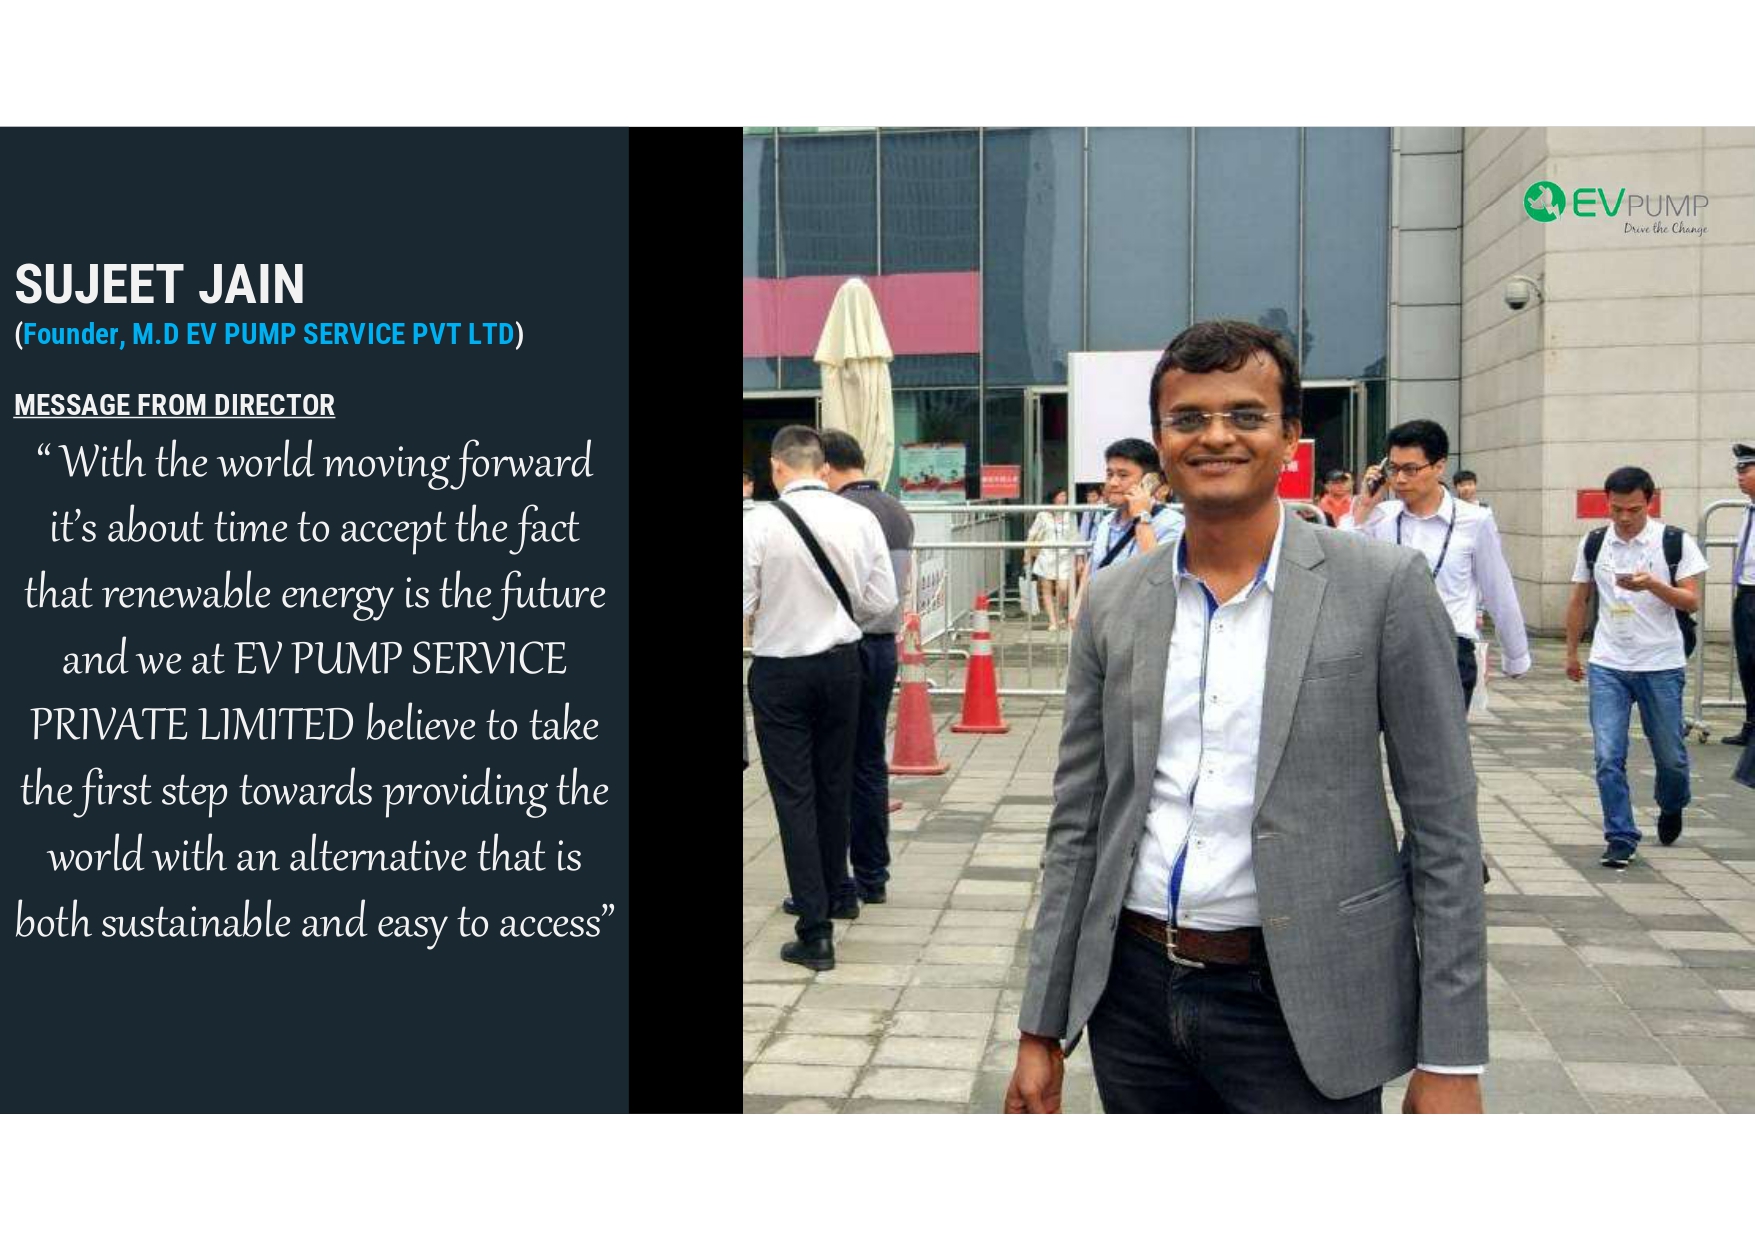 SUJEET JAIN
(Founder, M.D EV PUMP SERVICE PVT LTD)
MESSAGE FROM DIRECTOR
“ With the world moving forward
it’s about time to accept the fact
that renewable energy is the future
and we at EV PUMP SERVICE
PRIVATE LIMITED believe to take
the first step towards providing the
world with an alternative that is
both sustainable and easy to access”
EVPUMP
Drive the Change